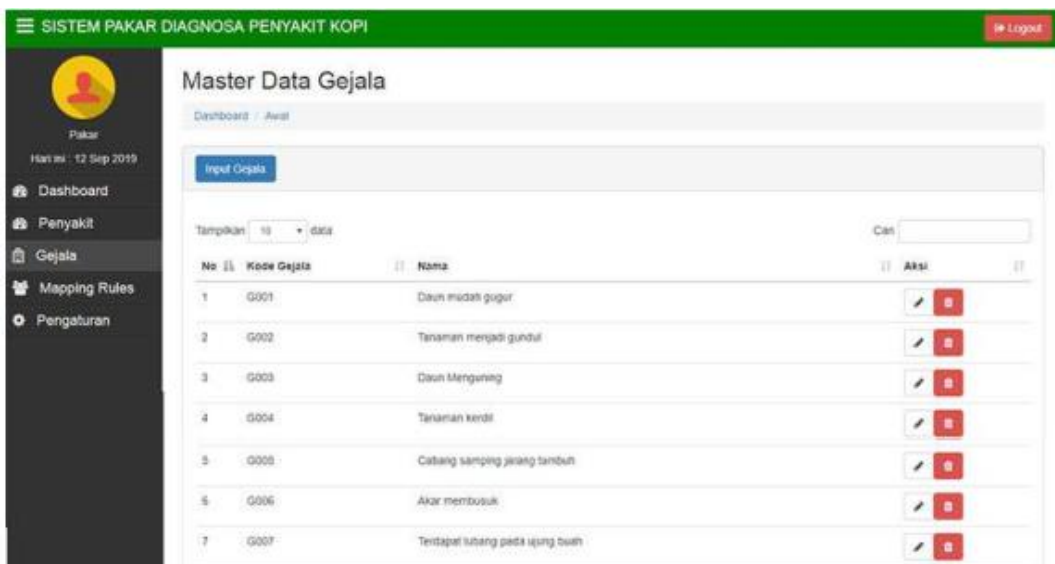 SISTEM PAKAR DIAGNOSA PENYAKIT KOPI
Logout
Pakar
Hari ini : 12 Sep 2019
Dashboard
Penyakit
Gejala
Mapping Rules
Pengaturan
Master Data Gejala
Dashboard / Awal
Input Gejala
Tampilkan 10 data
Cari
No Kode Gejala Nama Aksi
1 G001 Daun mudah gugur
2 G002 Tanaman menjadi gundul
3 G003 Daun Menguning
4 G004 Tanaman kerdil
5 G005 Cabang samping jarang tumbuh
6 G006 Akar membusuk
7 G007 Terdapat lubang pada ujung buah